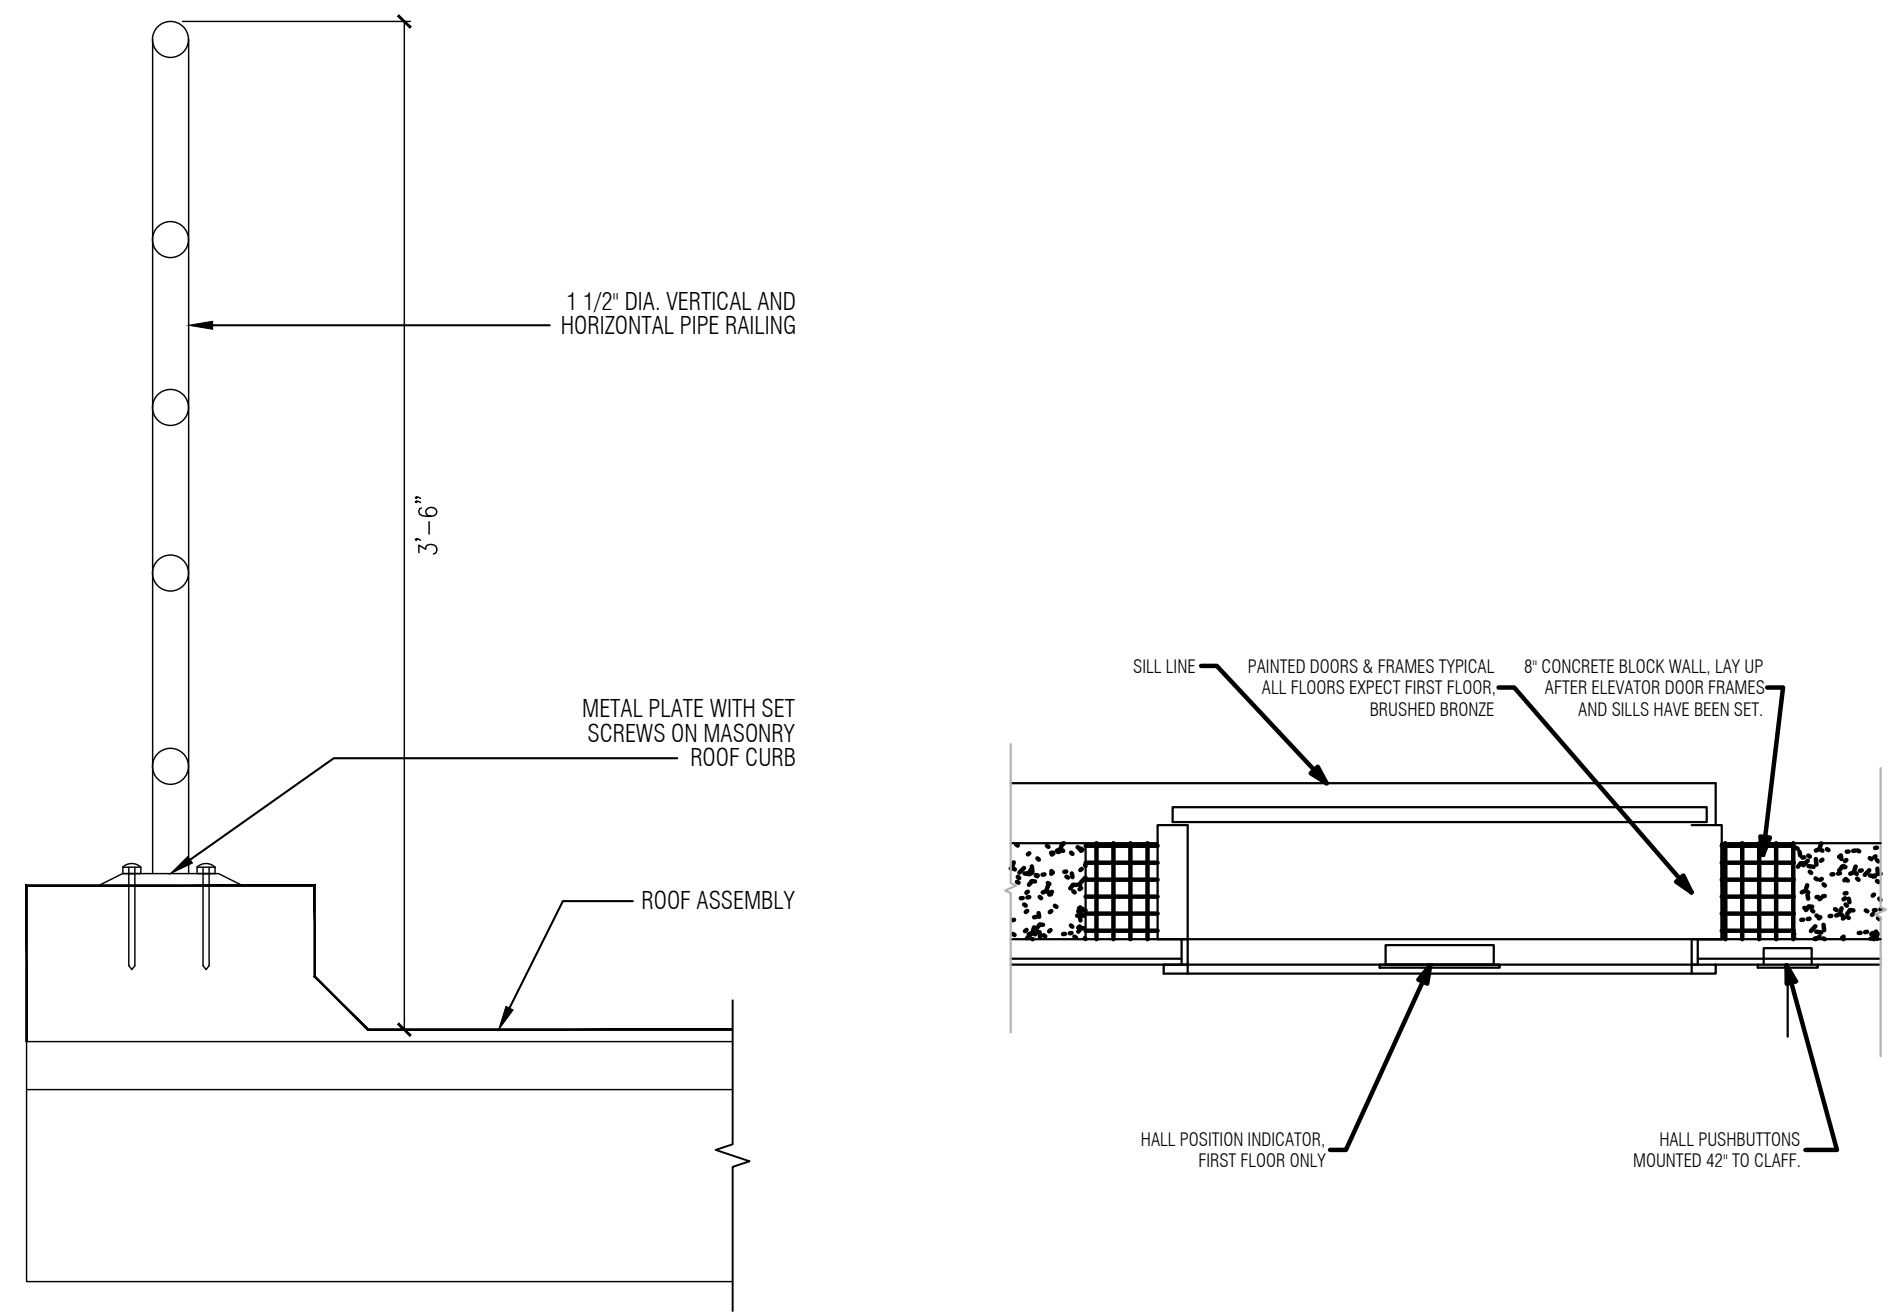 1 1/2" DIA. VERTICAL AND
HORIZONTAL PIPE RAILING
3'-6"
METAL PLATE WITH SET
SCREWS ON MASONRY
ROOF CURB
ROOF ASSEMBLY
SILL LINE
PAINTED DOORS & FRAMES TYPICAL
ALL FLOORS EXPECT FIRST FLOOR,
BRUSHED BRONZE
8" CONCRETE BLOCK WALL, LAY UP
AFTER ELEVATOR DOOR FRAMES
AND SILLS HAVE BEEN SET.
HALL POSITION INDICATOR,
FIRST FLOOR ONLY
HALL PUSHBUTTONS
MOUNTED 42" TO CLAFF.